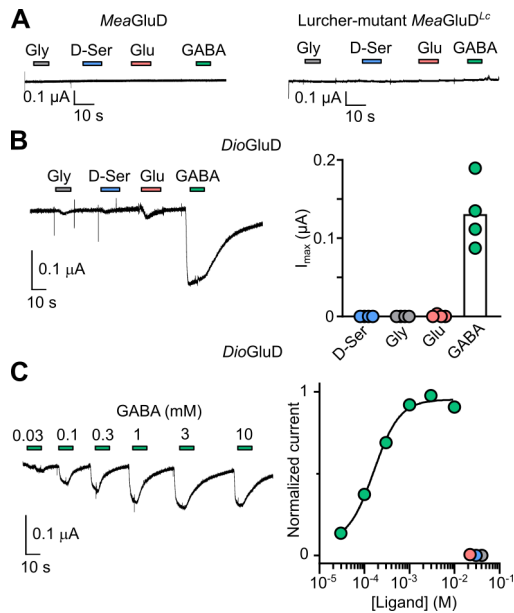 A
MeaGluD
Gly D-Ser Glu GABA
0.1 µA
10 s
Lurcher-mutant MeaGluD^Lc
Gly D-Ser Glu GABA
0.1 µA
10 s
B
DioGluD
Gly D-Ser Glu GABA
0.1 µA
10 s
0.2
0.1
0
Imax (µA)
D-Ser Gly Glu GABA
DioGluD
C
GABA (mM)
0.03 0.1 0.3 1 3 10
0.1 µA
10 s
1
0
Normalized current
10-5 10-4 10-3 10-2 10-1
[Ligand] (M)